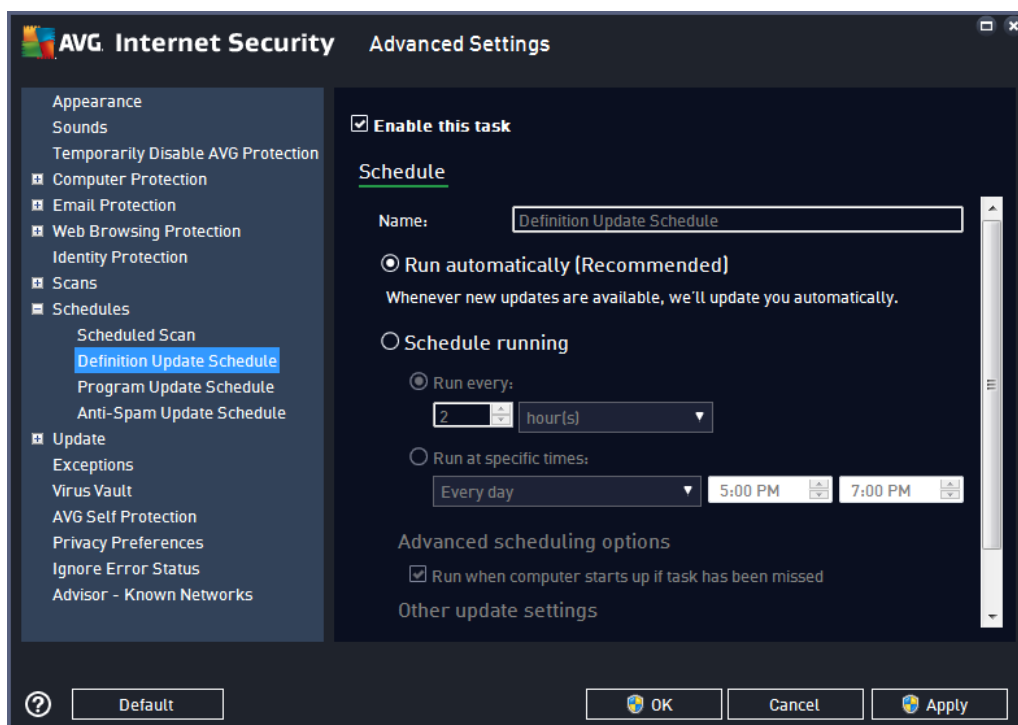 AVG. Internet Security Advanced Settings
Appearance
Sounds
Temporarily Disable AVG Protection
Computer Protection
Email Protection
Web Browsing Protection
Identity Protection
Scans
Schedules
Scheduled Scan
Definition Update Schedule
Program Update Schedule
Anti-Spam Update Schedule
Update
Exceptions
Virus Vault
AVG Self Protection
Privacy Preferences
Ignore Error Status
Advisor - Known Networks
Enable this task
Schedule
Name: Definition Update Schedule
Run automatically (Recommended)
Whenever new updates are available, we'll update you automatically.
Schedule running
Run every:
2 hour(s)
Run at specific times:
Every day 5:00 PM 7:00 PM
Advanced scheduling options
Run when computer starts up if task has been missed
Other update settings
? Default OK Cancel Apply